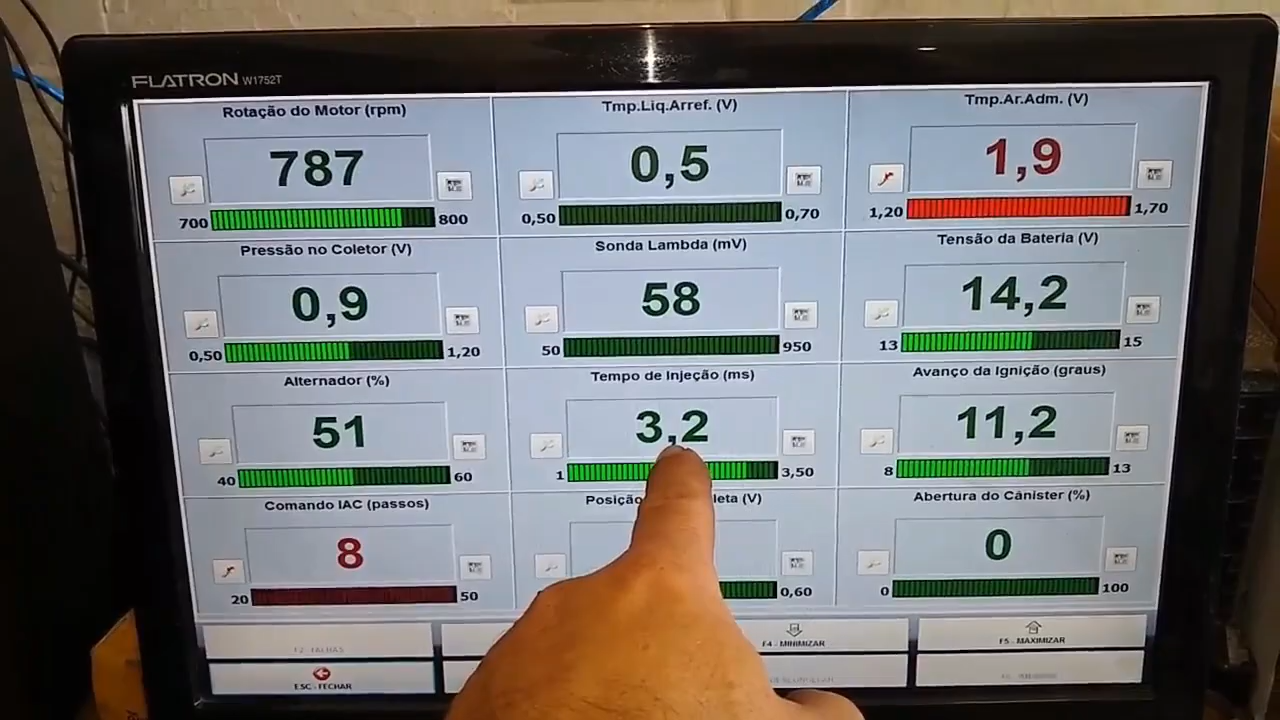 FLATRON W1752T
Rotação do Motor (rpm)
787
700
800
Tmp.Liq.Arref. (V)
0,5
0,50
0,70
Tmp.Ar.Adm. (V)
1,9
1,20
1,70
Pressão no Coletor (V)
0,9
0,50
1,20
Sonda Lambda (mV)
58
50
950
Tensão da Bateria (V)
14,2
13
15
Alternador (%)
51
40
60
Tempo de Injeção (ms)
3,2
1
3,50
Avanço da Ignição (graus)
11,2
8
13
Comando IAC (passos)
8
20
50
(V)
0,60
Abertura do Cânister (%)
0
0
100
F2 - FALHAS
F4 - MINIMIZAR
F5 - MAXIMIZAR
ESC - FECHAR